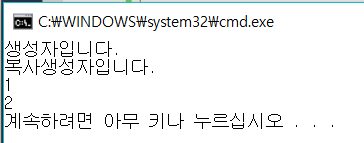 C:₩WINDOWS₩system32₩cmd.exe
생성자입니다.
복사생성자입니다.
1
2
계속하려면 아무 키나 누르십시오 . . .